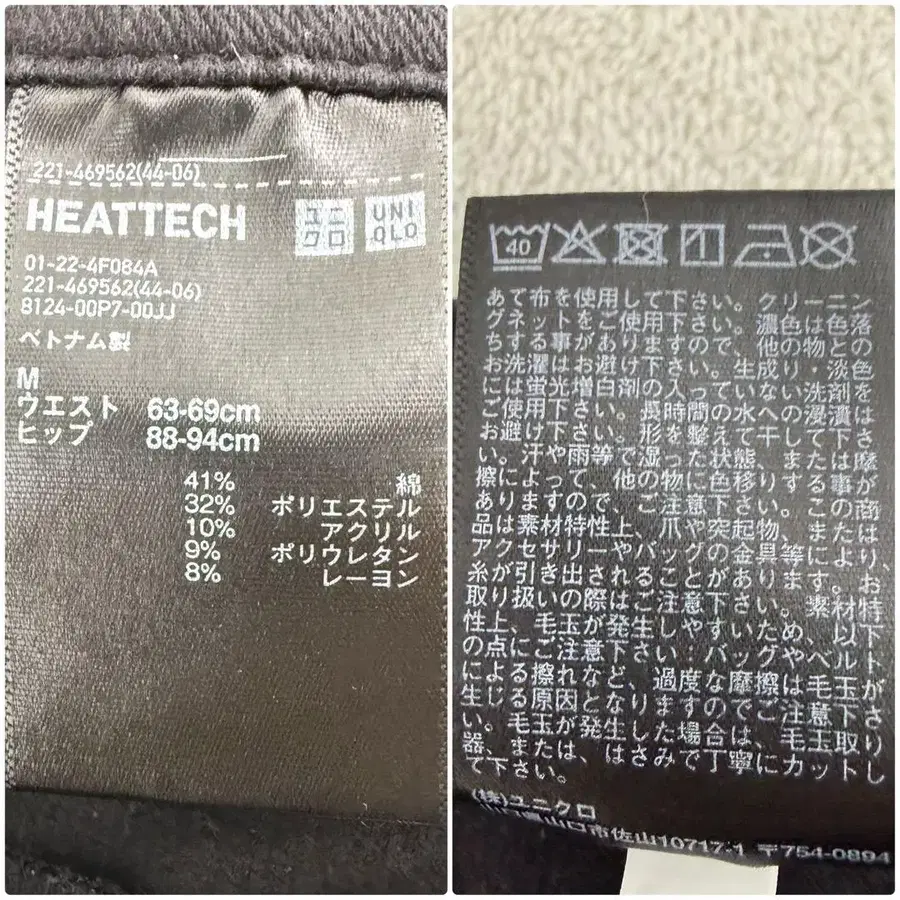 221-469562(44-06)
HEATTECH
ユニ
クロ
UNI
QLO
01-22-4F084A
221-469562(44-06)
8124-00P7-00JJ
ベトナム製
M
ウエスト 63-69cm
ヒップ 88-94cm
41% 綿
32% ポリエステル
10% アクリル
9% ポリウレタン
8% レーヨン
40
あて布を使用して下さい。クリーニン
グネットをご使用下さい。濃色は色落
ちする事がありますので、他の物との
お洗濯はお避け下さい。生成り・淡色
には蛍光増白剤の入っていない洗剤を
ご使用下さい。長時間の水への浸漬は
お避け下さい。形を整えて干して下さ
い。汗や雨等で湿った状態、または摩
擦によって、他の物に色移りする事が
ありますので、ご注意下さい。この商
品は素材特性上、爪や突起物、または
アクセサリーやバッグの金具等により、
糸が引き出されることがあります。お
取り扱いの際はご注意下さい。素材特
性上、毛玉が発生しやすいため、以下
の点にご注意下さい:バッグやベルト
による擦れなど、過度な摩擦は毛玉が
生じる原因となりますのでご注意下さ
い。毛玉が発生した場合は、毛玉取り
器、または、はさみで丁寧にカットし
て下さい。
(株)ユニクロ
山口市佐山10717-1 〒754-0894